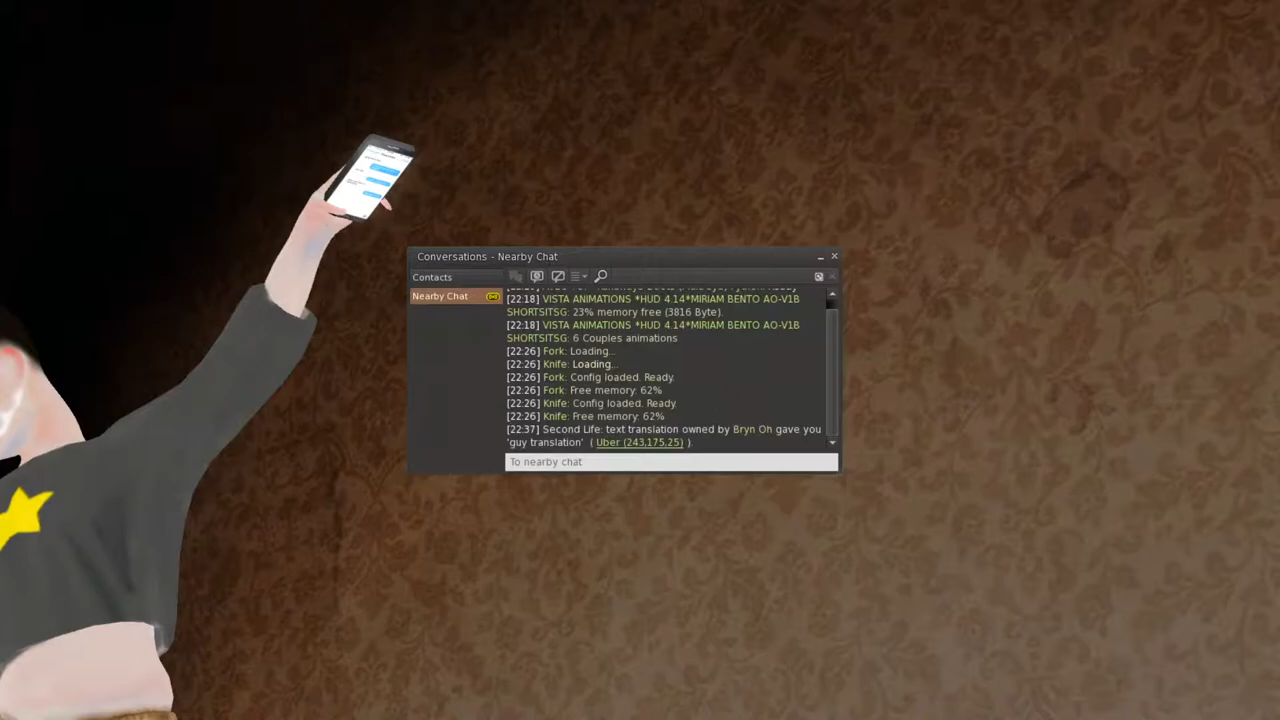 Conversations - Nearby Chat
Contacts
Nearby Chat
[22:18] VISTA ANIMATIONS *HUD 4.14*MIRIAM BENTO AO-V1B
SHORTSITSG: 23% memory free (3816 Byte).
[22:18] VISTA ANIMATIONS *HUD 4.14*MIRIAM BENTO AO-V1B
SHORTSITSG: 6 Couples animations
[22:26] Fork: Loading...
[22:26] Knife: Loading...
[22:26] Fork: Config loaded. Ready.
[22:26] Fork: Free memory: 62%
[22:26] Knife: Config loaded. Ready.
[22:26] Knife: Free memory: 62%
[22:37] Second Life: text translation owned by Bryn Oh gave you
'guy translation' ( Uber (243,175,25) ).
To nearby chat